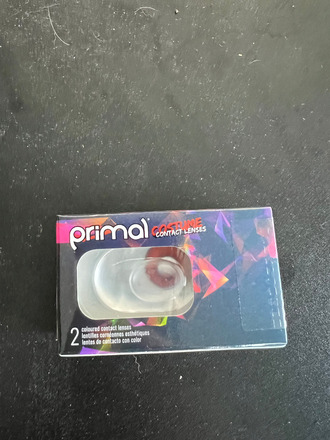 primal®
COSTUME
CONTACT LENSES
2
coloured contact lenses
lentilles cornéennes esthétiques
lentes de contacto con color